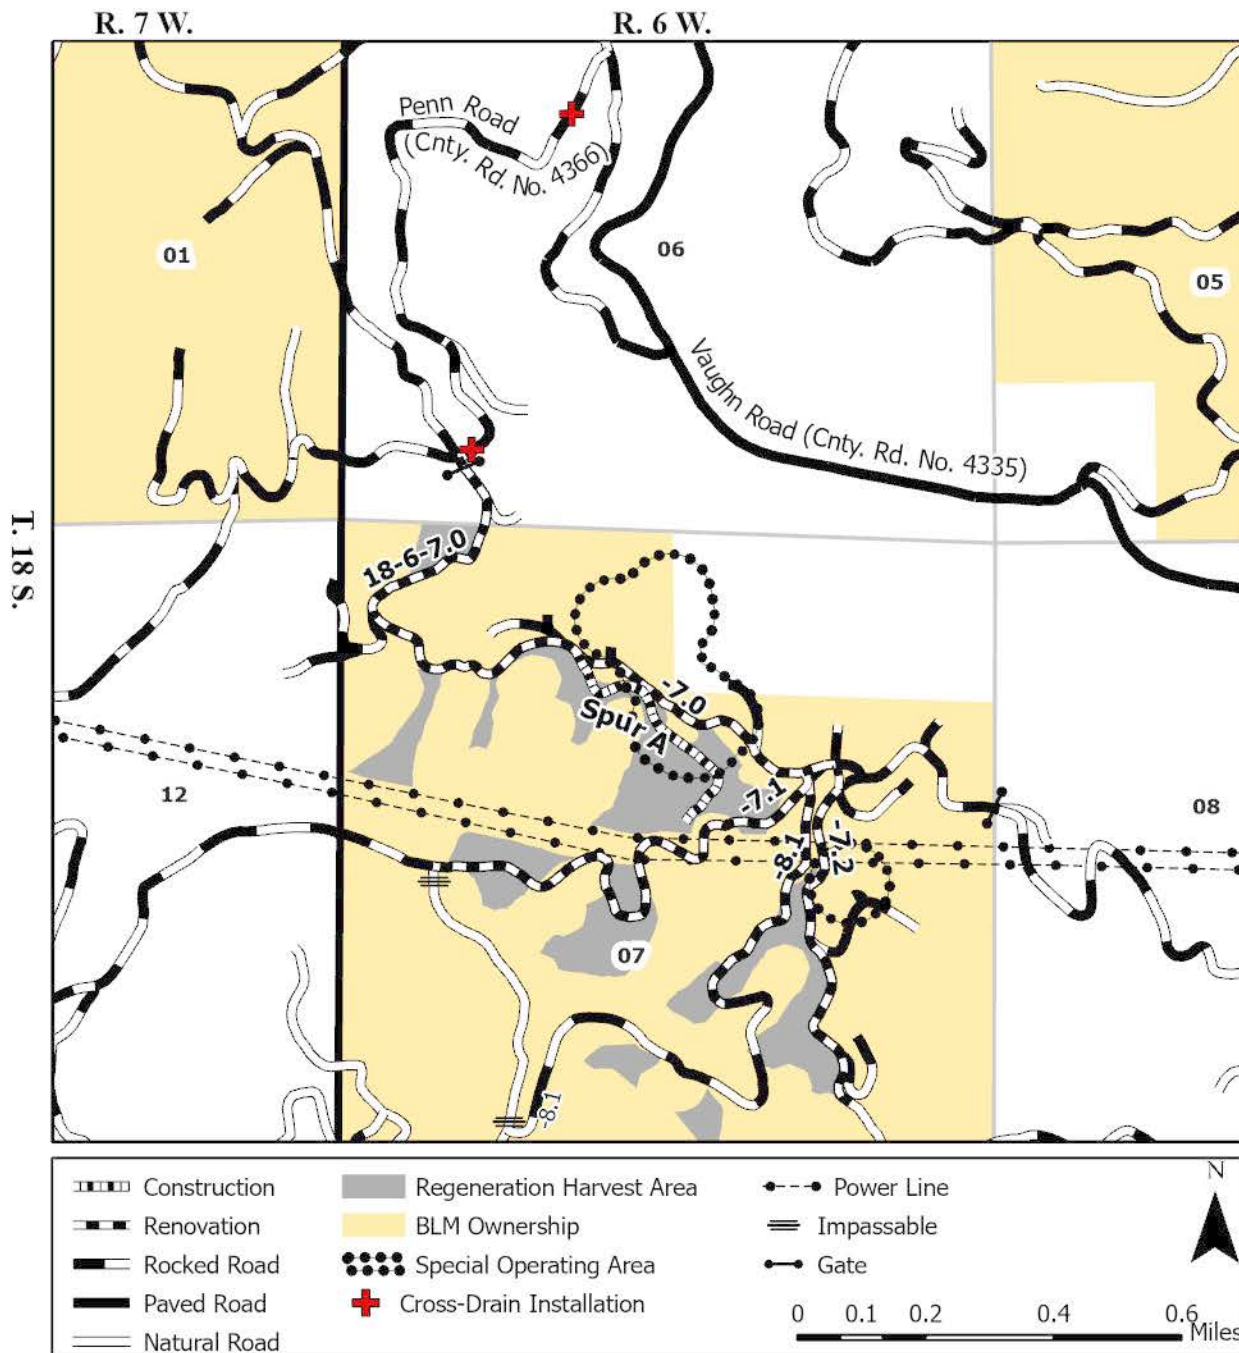 R. 7 W.
R. 6 W.
Penn Road
(Cnty. Rd. No. 4366)
01
06
05
Vaughn Road (Cnty. Rd. No. 4335)
T. 18 S.
18-6-7.0
-7.0
Spur A
12
-7.1
08
-8.1
-7.2
07
-8.1
Construction
Regeneration Harvest Area
Power Line
N
Renovation
BLM Ownership
Impassable
Rocked Road
Special Operating Area
Gate
Paved Road
Cross-Drain Installation
0 0.1 0.2 0.4 0.6
Miles
Natural Road